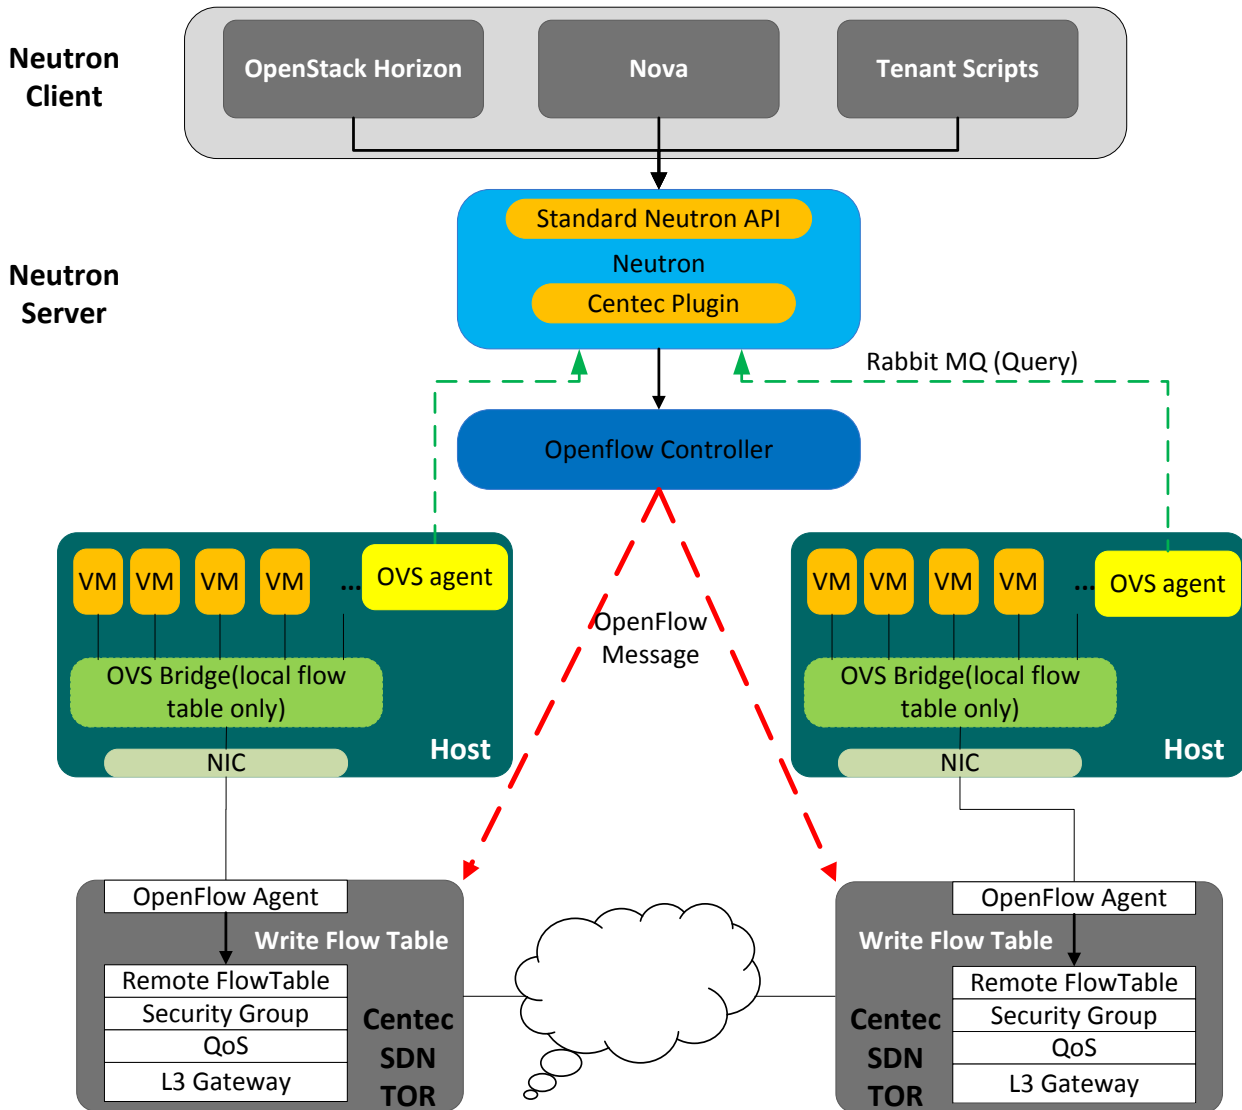 Neutron
Client
OpenStack Horizon
Nova
Tenant Scripts
Neutron
Server
Standard Neutron API
Neutron
Centec Plugin
Rabbit MQ (Query)
Openflow Controller
VM VM VM VM ... OVS agent
OVS Bridge(local flow
table only)
Host
NIC
OpenFlow
Message
VM VM VM VM ... OVS agent
OVS Bridge(local flow
table only)
Host
NIC
OpenFlow Agent
Write Flow Table
Remote FlowTable
Security Group
QoS
L3 Gateway
Centec
SDN
TOR
OpenFlow Agent
Write Flow Table
Centec
SDN
TOR
Remote FlowTable
Security Group
QoS
L3 Gateway